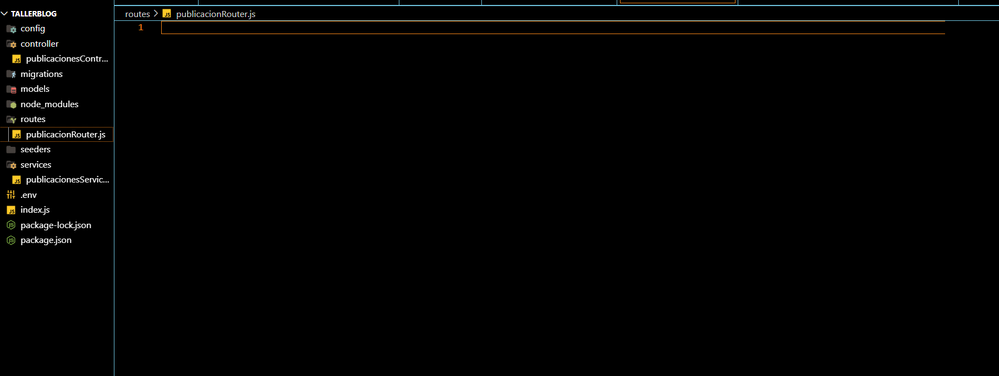 TALLERBLOG
config
controller
publicacionesContr...
migrations
models
node_modules
routes
publicacionRouter.js
seeders
services
publicacionesServic...
.env
index.js
package-lock.json
package.json
routes > JS publicacionRouter.js
1